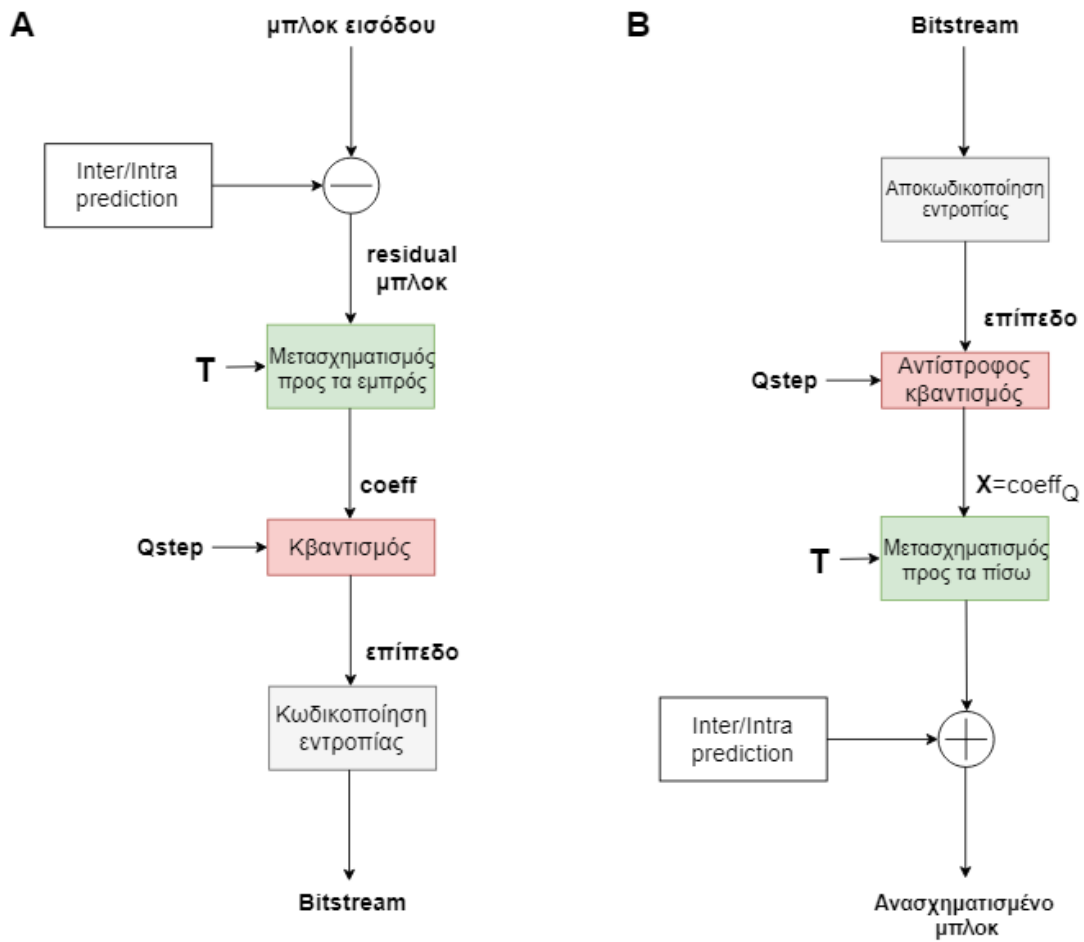 A
μπλοκ εισόδου
Inter/Intra
prediction
residual
μπλοκ
T
Μετασχηματισμός
προς τα εμπρός
coeff
Qstep
Κβαντισμός
επίπεδο
Κωδικοποίηση
εντροπίας
Bitstream
B
Bitstream
Αποκωδικοποίηση
εντροπίας
επίπεδο
Qstep
Αντίστροφος
κβαντισμός
X=coeffQ
T
Μετασχηματισμός
προς τα πίσω
Inter/Intra
prediction
Ανασχηματισμένο
μπλοκ